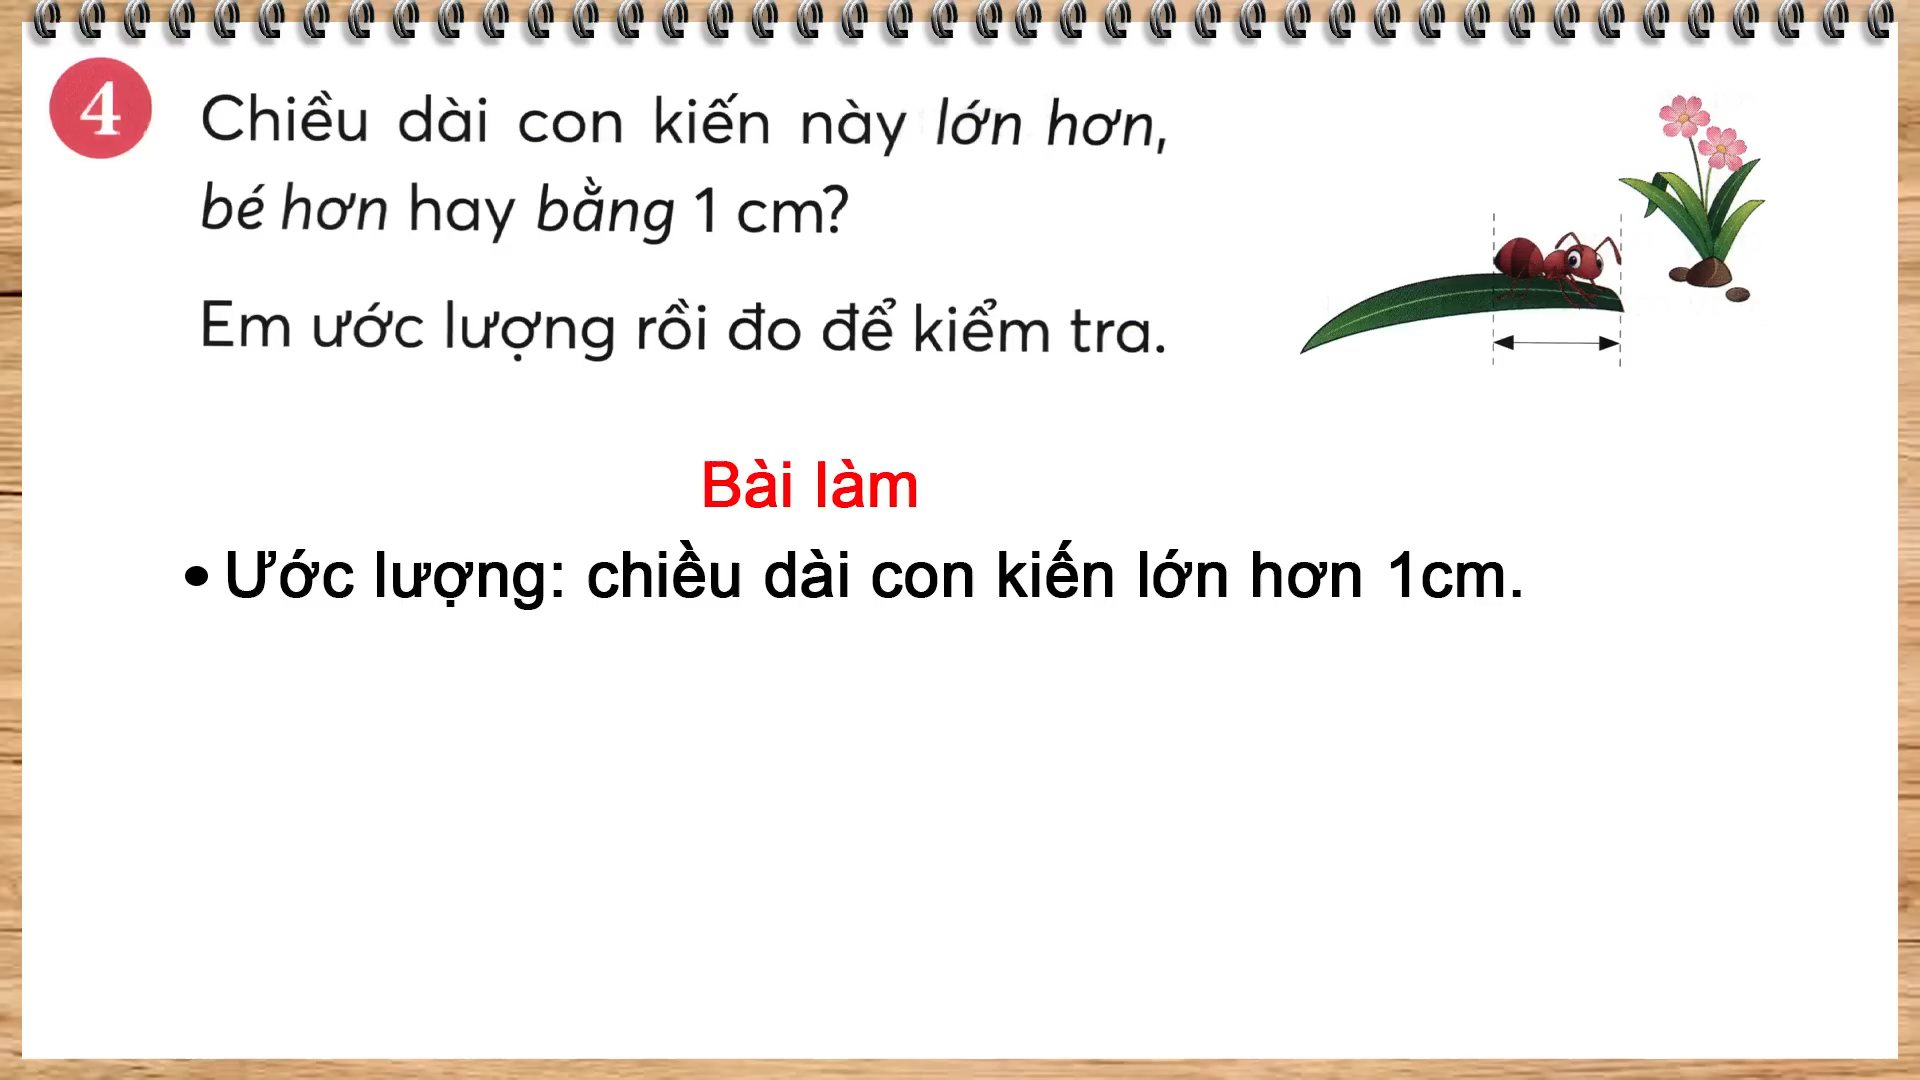 4
Chiều dài con kiến này lớn hơn,
bé hơn hay bằng 1 cm?
Em ước lượng rồi đo để kiểm tra.
Bài làm
• Ước lượng: chiều dài con kiến lớn hơn 1cm.